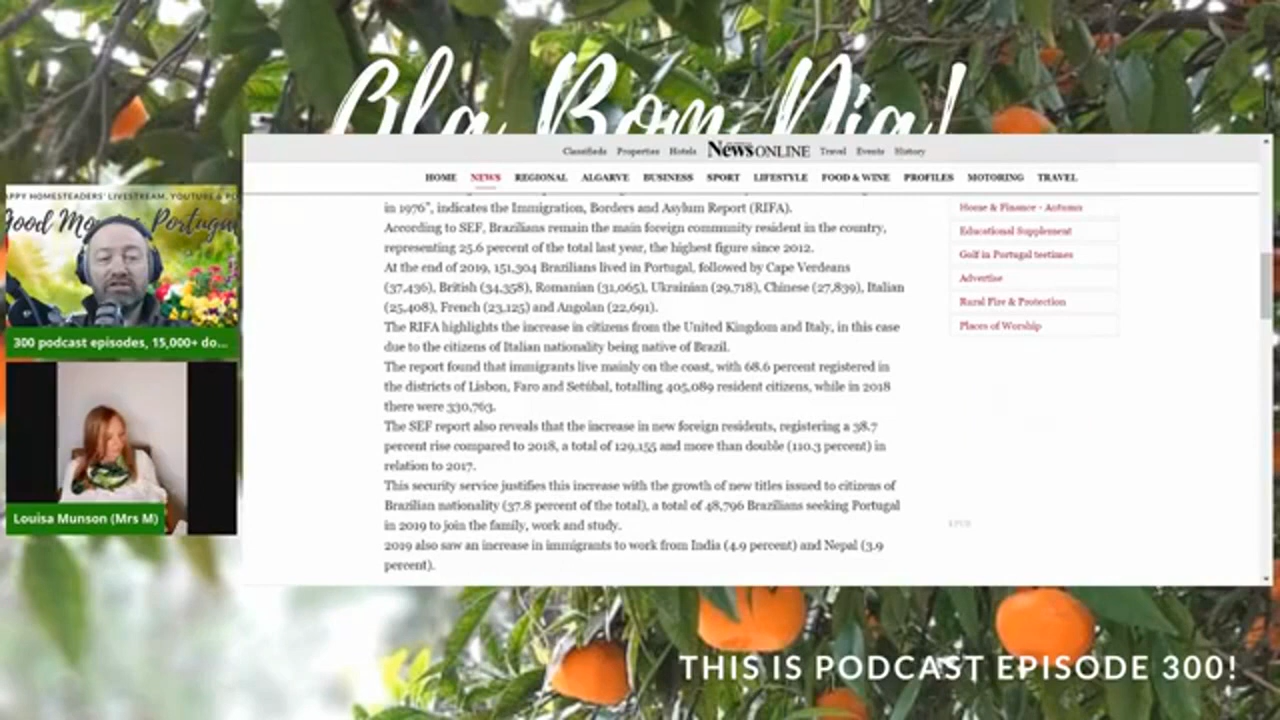 Ola Bom Dia!
Classifieds Properties Hotels News ONLINE Travel Events History
HOME NEWS REGIONAL ALGARVE BUSINESS SPORT LIFESTYLE FOOD & WINE PROFILES MOTORING TRAVEL
APPY HOMESTEADERS' LIVESTREAM, YOUTUBE & PO
Good Mo Portugal
300 podcast episodes, 15,000+ do...
Louisa Munson (Mrs M)
in 1976", indicates the Immigration, Borders and Asylum Report (RIFA).
According to SEF, Brazilians remain the main foreign community resident in the country,
representing 25.6 percent of the total last year, the highest figure since 2012.
At the end of 2019, 151,304 Brazilians lived in Portugal, followed by Cape Verdeans
(37,436), British (34,358), Romanian (31,065), Ukrainian (29,718), Chinese (27,839), Italian
(25,408), French (23,125) and Angolan (22,691).
The RIFA highlights the increase in citizens from the United Kingdom and Italy, in this case
due to the citizens of Italian nationality being native of Brazil.
The report found that immigrants live mainly on the coast, with 68.6 percent registered in
the districts of Lisbon, Faro and Setúbal, totalling 405,089 resident citizens, while in 2018
there were 330,763.
The SEF report also reveals that the increase in new foreign residents, registering a 38.7
percent rise compared to 2018, a total of 129,155 and more than double (110.3 percent) in
relation to 2017.
This security service justifies this increase with the growth of new titles issued to citizens of
Brazilian nationality (37.8 percent of the total), a total of 48,796 Brazilians seeking Portugal
in 2019 to join the family, work and study.
2019 also saw an increase in immigrants to work from India (4.9 percent) and Nepal (3.9
percent).
Home & Finance - Autumn
Educational Supplement
Golf in Portugal teetimes
Advertise
Rural Fire & Protection
Places of Worship
THIS IS PODCAST EPISODE 300!